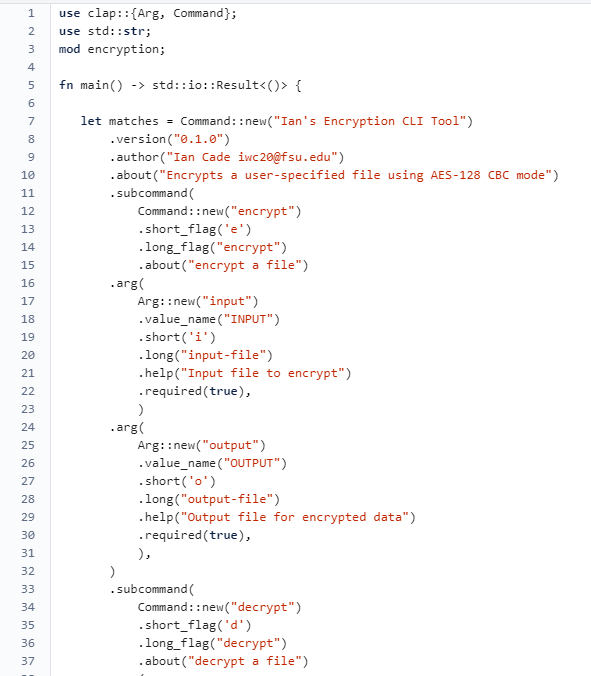 1 use clap::{Arg, Command};
2 use std::str;
3 mod encryption;
4
5 fn main() -> std::io::Result<()> {
6
7 let matches = Command::new("Ian's Encryption CLI Tool")
8 .version("0.1.0")
9 .author("Ian Cade iwc20@fsu.edu")
10 .about("Encrypts a user-specified file using AES-128 CBC mode")
11 .subcommand(
12 Command::new("encrypt")
13 .short_flag('e')
14 .long_flag("encrypt")
15 .about("encrypt a file")
16 .arg(
17 Arg::new("input")
18 .value_name("INPUT")
19 .short('i')
20 .long("input-file")
21 .help("Input file to encrypt")
22 .required(true),
23 )
24 .arg(
25 Arg::new("output")
26 .value_name("OUTPUT")
27 .short('o')
28 .long("output-file")
29 .help("Output file for encrypted data")
30 .required(true),
31 ),
32 )
33 .subcommand(
34 Command::new("decrypt")
35 .short_flag('d')
36 .long_flag("decrypt")
37 .about("decrypt a file")